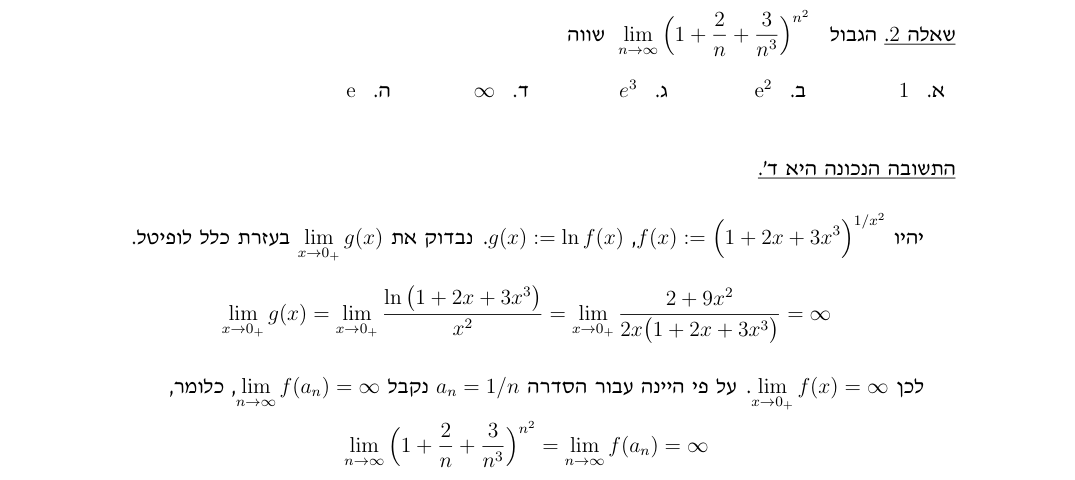 שאלה 2. הגבול $\lim_{n\to\infty}\left(1+\frac{2}{n}+\frac{3}{n^3}\right)^{n^2}$ שווה
א. 1 ב. $\mathrm{e}^2$ ג. $e^3$ ד. $\infty$ ה. e
התשובה הנכונה היא ד'.
יהיו $f(x) := \left(1+2x+3x^3\right)^{1/x^2}$, $g(x) := \ln f(x)$. נבדוק את $\lim_{x\to 0_+} g(x)$ בעזרת כלל לופיטל.
$\lim_{x\to 0_+} g(x) = \lim_{x\to 0_+} \frac{\ln\left(1+2x+3x^3\right)}{x^2} = \lim_{x\to 0_+} \frac{2+9x^2}{2x\left(1+2x+3x^3\right)} = \infty$
לכן $\lim_{x\to 0_+} f(x) = \infty$. על פי היינה עבור הסדרה $a_n = 1/n$ נקבל $\lim_{n\to\infty} f(a_n) = \infty$, כלומר,
$\lim_{n\to\infty}\left(1+\frac{2}{n}+\frac{3}{n^3}\right)^{n^2} = \lim_{n\to\infty} f(a_n) = \infty$